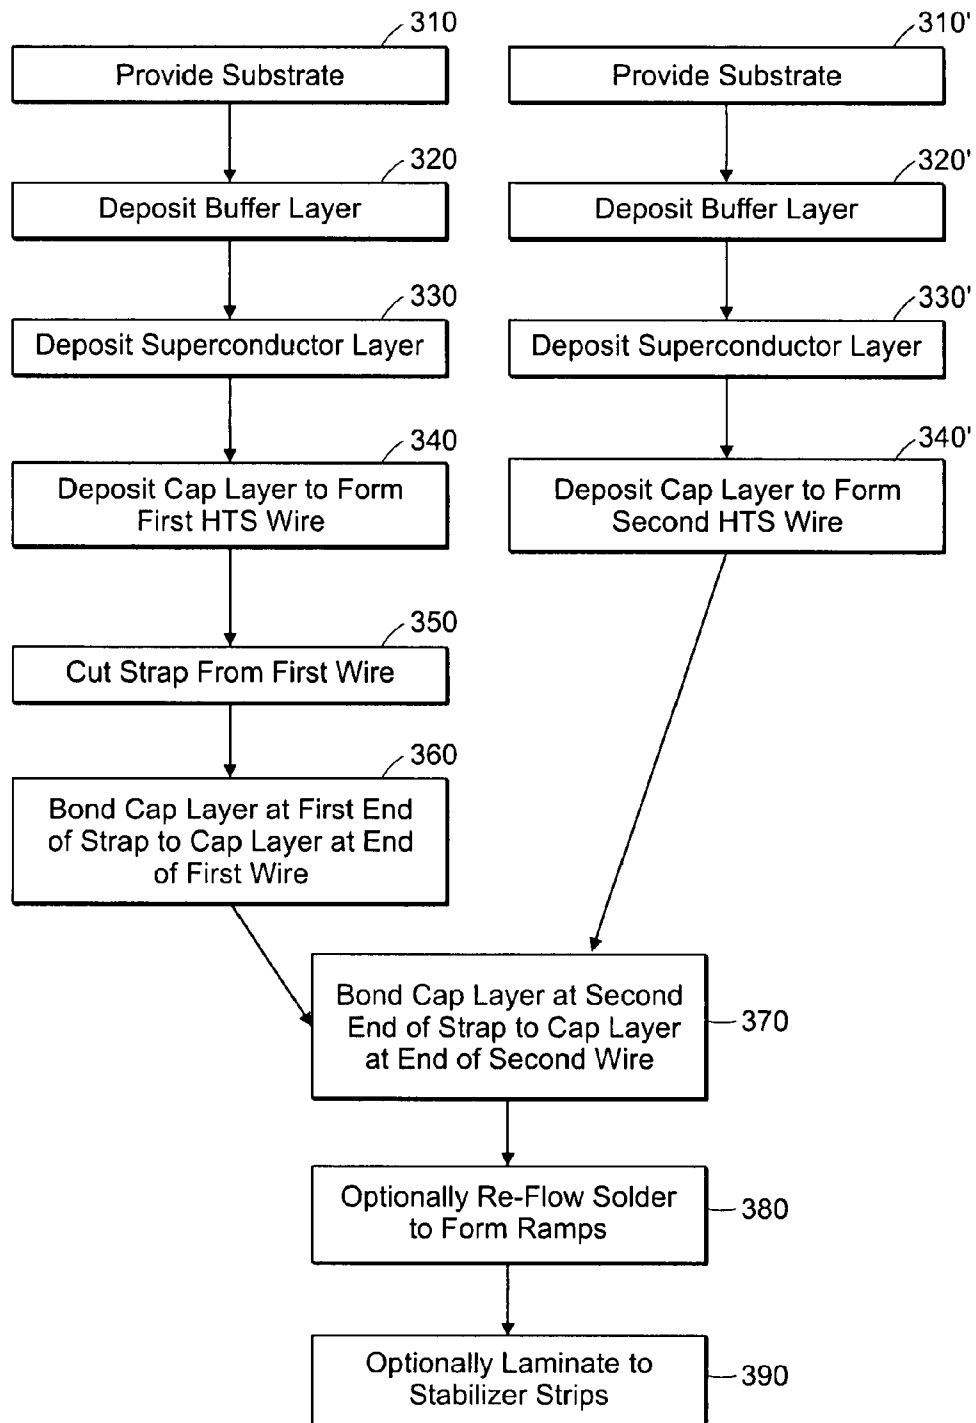 310
Provide Substrate
320
Deposit Buffer Layer
330
Deposit Superconductor Layer
340
Deposit Cap Layer to Form
First HTS Wire
350
Cut Strap From First Wire
360
Bond Cap Layer at First End
of Strap to Cap Layer at End
of First Wire
310'
Provide Substrate
320'
Deposit Buffer Layer
330'
Deposit Superconductor Layer
340'
Deposit Cap Layer to Form
Second HTS Wire
Bond Cap Layer at Second
End of Strap to Cap Layer
at End of Second Wire
370
Optionally Re-Flow Solder
to Form Ramps
380
Optionally Laminate to
Stabilizer Strips
390